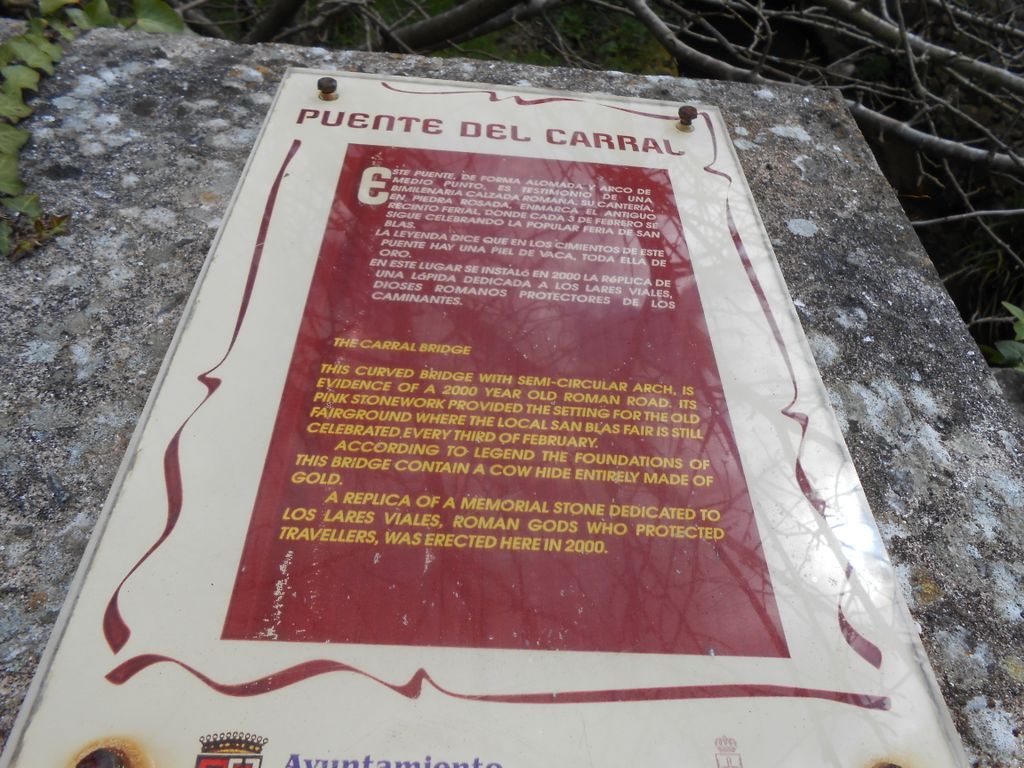 PUENTE DEL CARRAL
ESTE PUENTE, DE FORMA ALOMADA Y ARCO DE
MEDIO PUNTO, ES TESTIMONIO DE UNA
BIMILENARIA CALZADA ROMANA. SU CANTERÍA,
EN PIEDRA ROSADA, ENMARCA EL ANTIGUO
RECINTO FERIAL DONDE CADA 3 DE FEBRERO SE
SIGUE CELEBRANDO LA POPULAR FERIA DE SAN
BLAS.
LA LEYENDA DICE QUE EN LOS CIMIENTOS DE ESTE
PUENTE HAY UNA PIEL DE VACA, TODA ELLA DE
ORO.
EN ESTE LUGAR SE INSTALó EN 2000 LA RéPLICA DE
UNA LáPIDA DEDICADA A LOS LARES VIALES,
DIOSES ROMANOS PROTECTORES DE LOS
CAMINANTES.
THE CARRAL BRIDGE
THIS CURVED BRIDGE WITH SEMI-CIRCULAR ARCH, IS
EVIDENCE OF A 2000 YEAR OLD ROMAN ROAD. ITS
PINK STONEWORK PROVIDED THE SETTING FOR THE OLD
FAIRGROUND WHERE THE LOCAL SAN BLAS FAIR IS STILL
CELEBRATED EVERY THIRD OF FEBRUARY.
ACCORDING TO LEGEND THE FOUNDATIONS OF
THIS BRIDGE CONTAIN A COW HIDE ENTIRELY MADE OF
GOLD.
A REPLICA OF A MEMORIAL STONE DEDICATED TO
LOS LARES VIALES, ROMAN GODS WHO PROTECTED
TRAVELLERS, WAS ERECTED HERE IN 2000.
Ayuntamiento